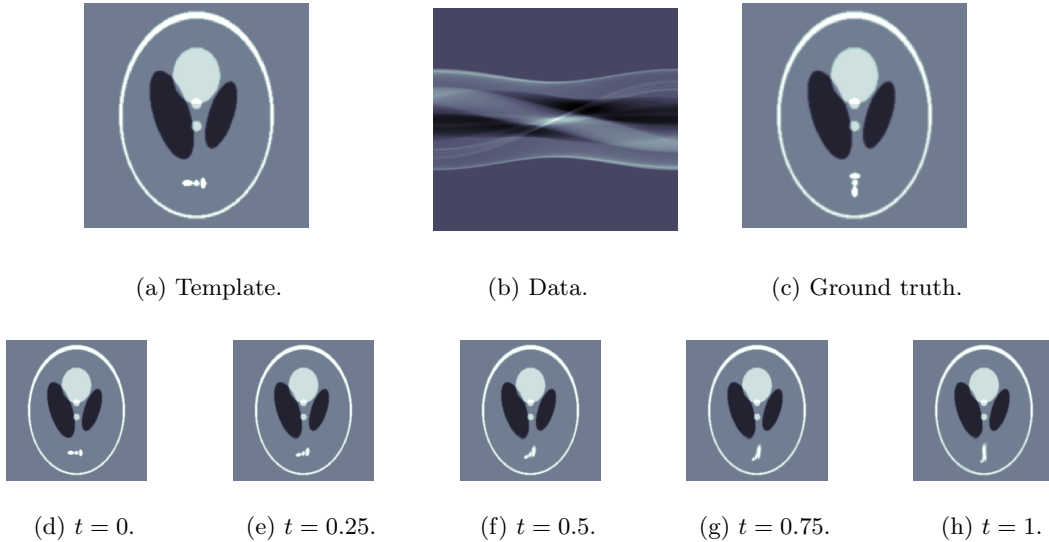 (a) Template.
(b) Data.
(c) Ground truth.
(d) t = 0.
(e) t = 0.25.
(f) t = 0.5.
(g) t = 0.75.
(h) t = 1.